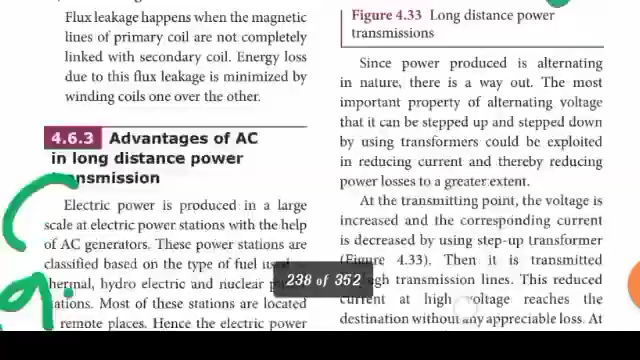 Flux leakage happens when the magnetic
lines of primary coil are not completely
linked with secondary coil. Energy loss
due to this flux leakage is minimized by
winding coils one over the other.
4.6.3 Advantages of AC
in long distance power
transmission
Electric power is produced in a large
scale at electric power stations with the help
of AC generators. These power stations are
classified based on the type of fuel
thermal, hydro electric and nuclear
stations. Most of these stations are located
remote places. Hence the electric power
Figure 4.33 Long distance power
transmissions
Since power produced is alternating
in nature, there is a way out. The most
important property of alternating voltage
that it can be stepped up and stepped down
by using transformers could be exploited
in reducing current and thereby reducing
power losses to a greater extent.
At the transmitting point, the voltage is
increased and the corresponding current
is decreased by using step-up transformer
(Figure 4.33). Then it is transmitted
through transmission lines. This reduced
current at high voltage reaches the
destination without any appreciable loss. At
238 of 352